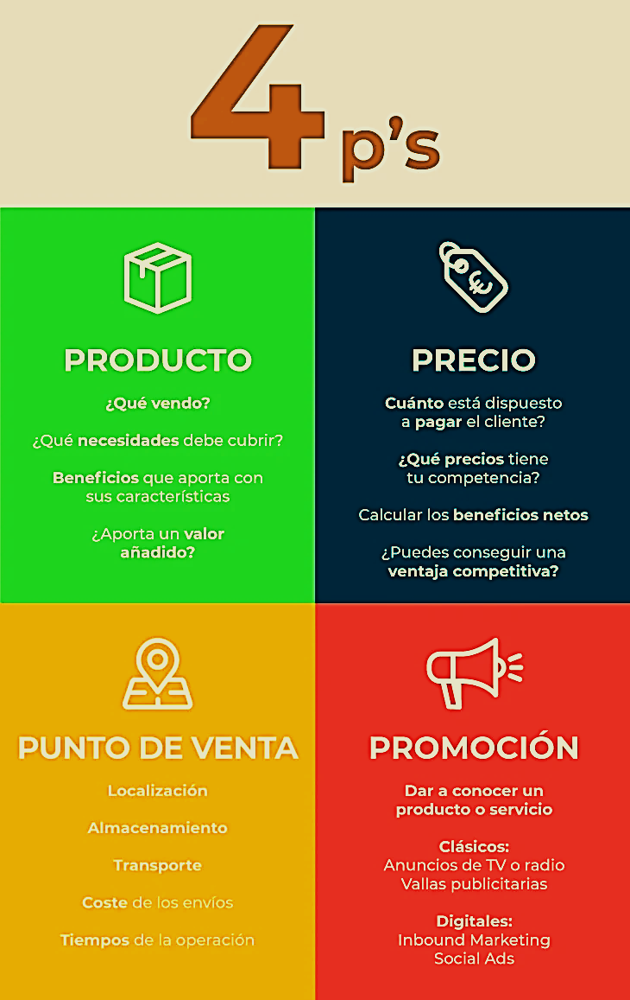 4 p's
PRODUCTO
¿Qué vendo?
¿Qué necesidades debe cubrir?
Beneficios que aporta con
sus características
¿Aporta un valor
añadido?
€
PRECIO
Cuánto está dispuesto
a pagar el cliente?
¿Qué precios tiene
tu competencia?
Calcular los beneficios netos
¿Puedes conseguir una
ventaja competitiva?
PUNTO DE VENTA
Localización
Almacenamiento
Transporte
Coste de los envíos
Tiempos de la operación
PROMOCIÓN
Dar a conocer un
producto o servicio
Clásicos:
Anuncios de TV o radio
Vallas publicitarias
Digitales:
Inbound Marketing
Social Ads